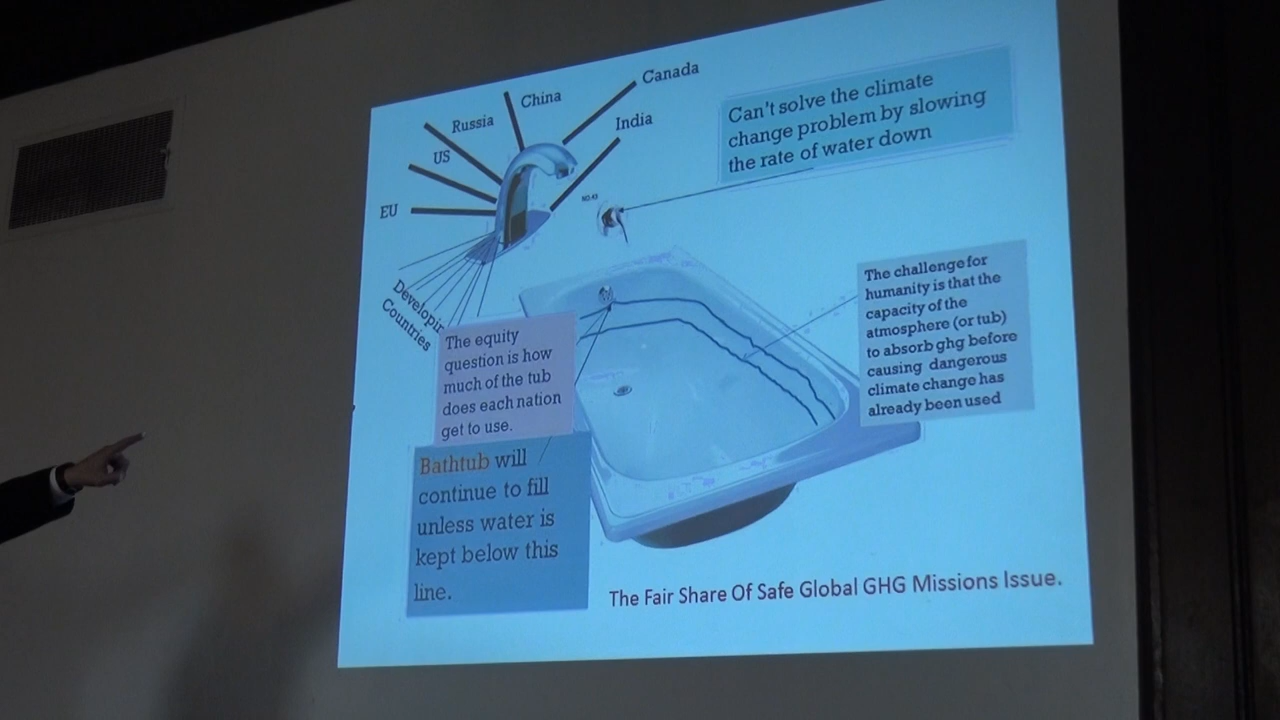 Canada
China
Russia
India
US
EU
Developin
Countries
Can't solve the climate
change problem by slowing
the rate of water down
The challenge for
humanity is that the
capacity of the
atmosphere (or tub)
to absorb ghg before
causing dangerous
climate change has
already been used
The equity
question is how
much of the tub
does each nation
get to use.
Bathtub will
continue to fill
unless water is
kept below this
line.
The Fair Share Of Safe Global GHG Missions Issue.